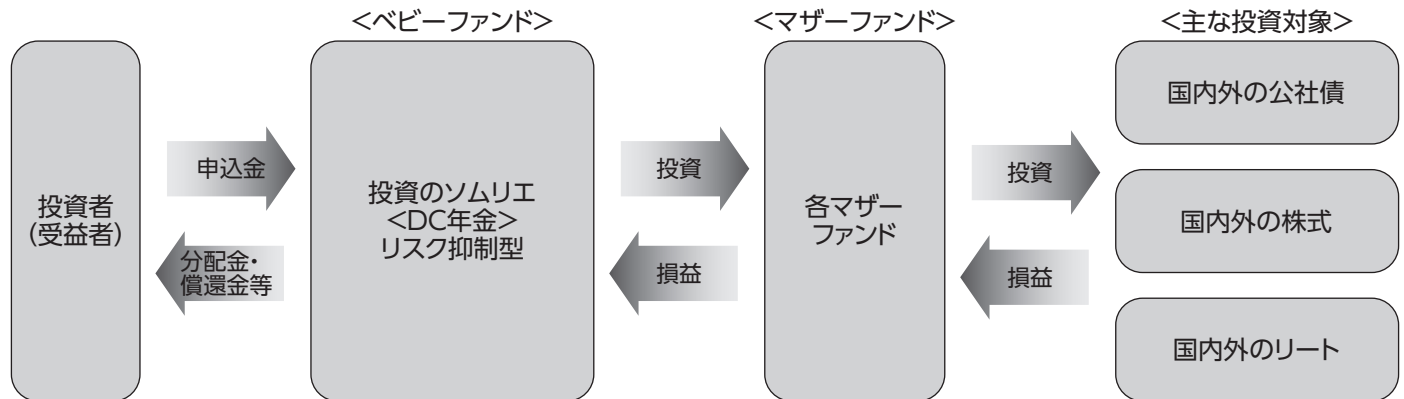 <ベビーファンド>
<マザーファンド>
<主な投資対象>
投資者
(受益者)
申込金
分配金・
償還金等
投資のソムリエ
<DC年金>
リスク抑制型
投資
損益
各マザー
ファンド
投資
損益
国内外の公社債
国内外の株式
国内外のリート